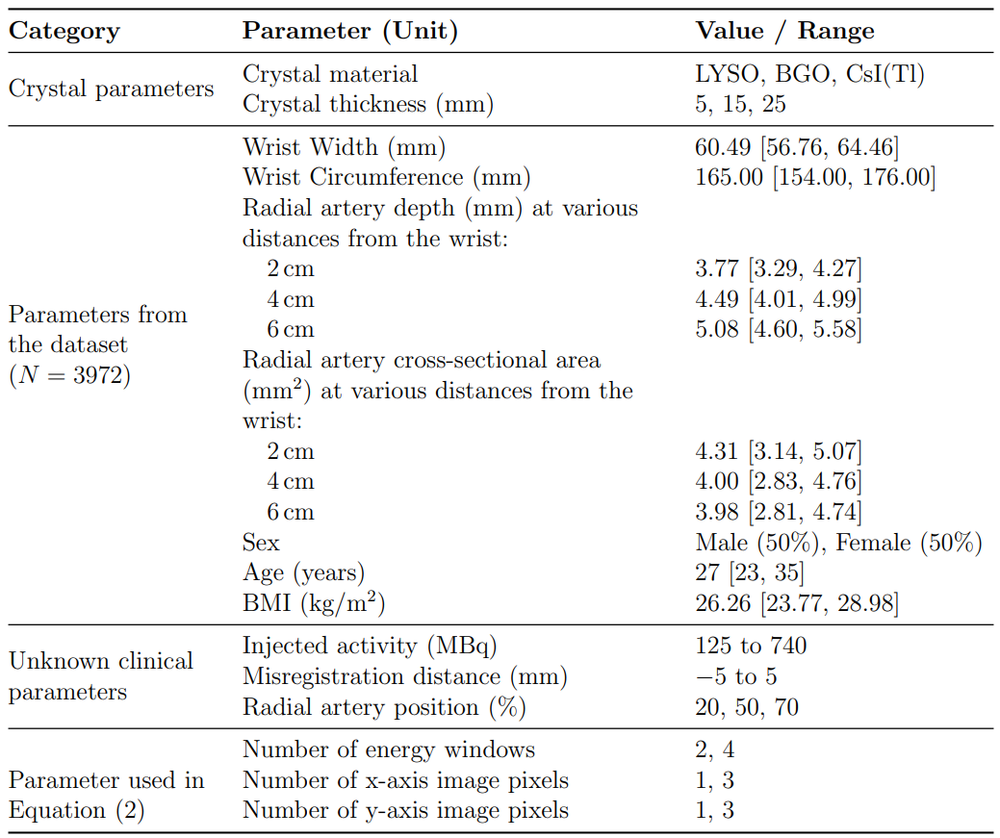 Category Parameter (Unit) Value / Range
Crystal parameters
Crystal material LYSO, BGO, CsI(Tl)
Crystal thickness (mm) 5, 15, 25
Parameters from
the dataset
(N = 3972)
Wrist Width (mm) 60.49 [56.76, 64.46]
Wrist Circumference (mm) 165.00 [154.00, 176.00]
Radial artery depth (mm) at various
distances from the wrist:
2 cm 3.77 [3.29, 4.27]
4 cm 4.49 [4.01, 4.99]
6 cm 5.08 [4.60, 5.58]
Radial artery cross-sectional area
(mm²) at various distances from the
wrist:
2 cm 4.31 [3.14, 5.07]
4 cm 4.00 [2.83, 4.76]
6 cm 3.98 [2.81, 4.74]
Sex Male (50%), Female (50%)
Age (years) 27 [23, 35]
BMI (kg/m²) 26.26 [23.77, 28.98]
Unknown clinical
parameters
Injected activity (MBq) 125 to 740
Misregistration distance (mm) −5 to 5
Radial artery position (%) 20, 50, 70
Parameter used in
Equation (2)
Number of energy windows 2, 4
Number of x-axis image pixels 1, 3
Number of y-axis image pixels 1, 3